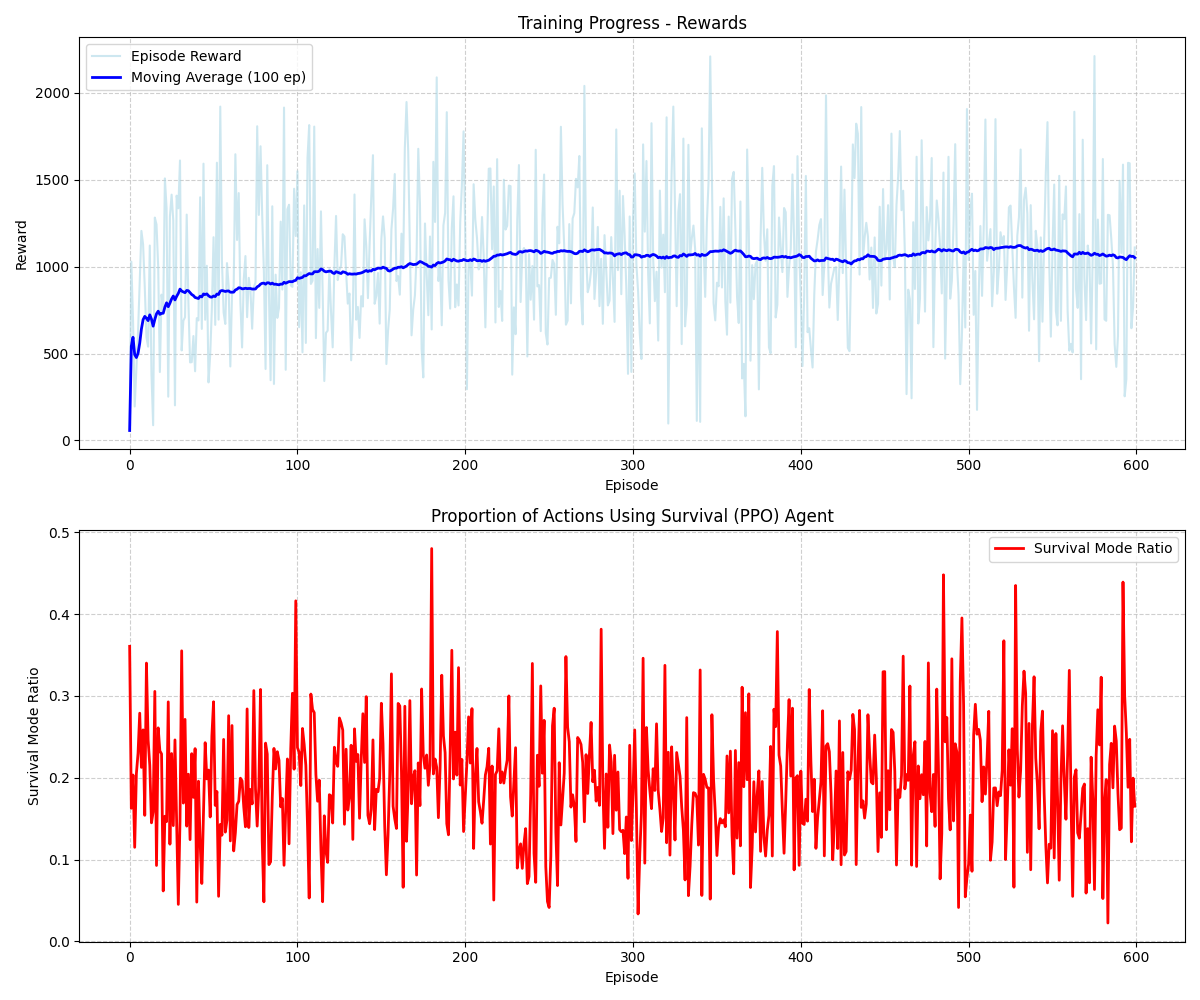 Training Progress - Rewards
Episode Reward
Moving Average (100 ep)
Reward
2000
1500
1000
500
0
0 100 200 300 400 500 600
Episode
Proportion of Actions Using Survival (PPO) Agent
Survival Mode Ratio
Survival Mode Ratio
0.5
0.4
0.3
0.2
0.1
0.0
0 100 200 300 400 500 600
Episode